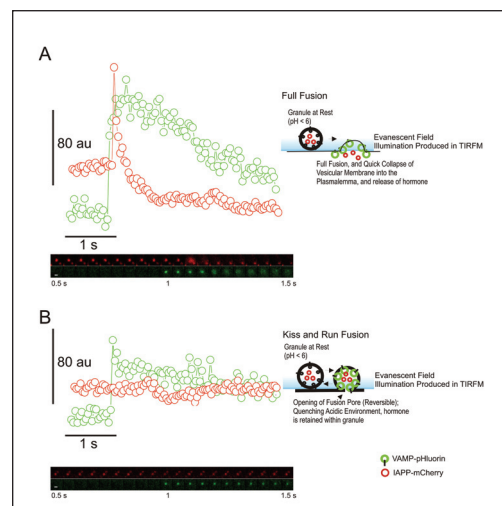 A
80 au
1 s
0.5 s
1
1.5 s
Full Fusion
Granule at Rest
(pH < 6)
Evanescent Field
Illumination Produced in TIRFM
Full Fusion, and Quick Collapse of
Vesicular Membrane into the
Plasmalemma, and release of hormone
B
80 au
1 s
0.5 s
1
1.5 s
Kiss and Run Fusion
Granule at Rest
(pH < 6)
Evanescent Field
Illumination Produced in TIRFM
Opening of Fusion Pore (Reversible);
Quenching Acidic Environment, hormone
is retained within granule
VAMP-pHluorin
IAPP-mCherry